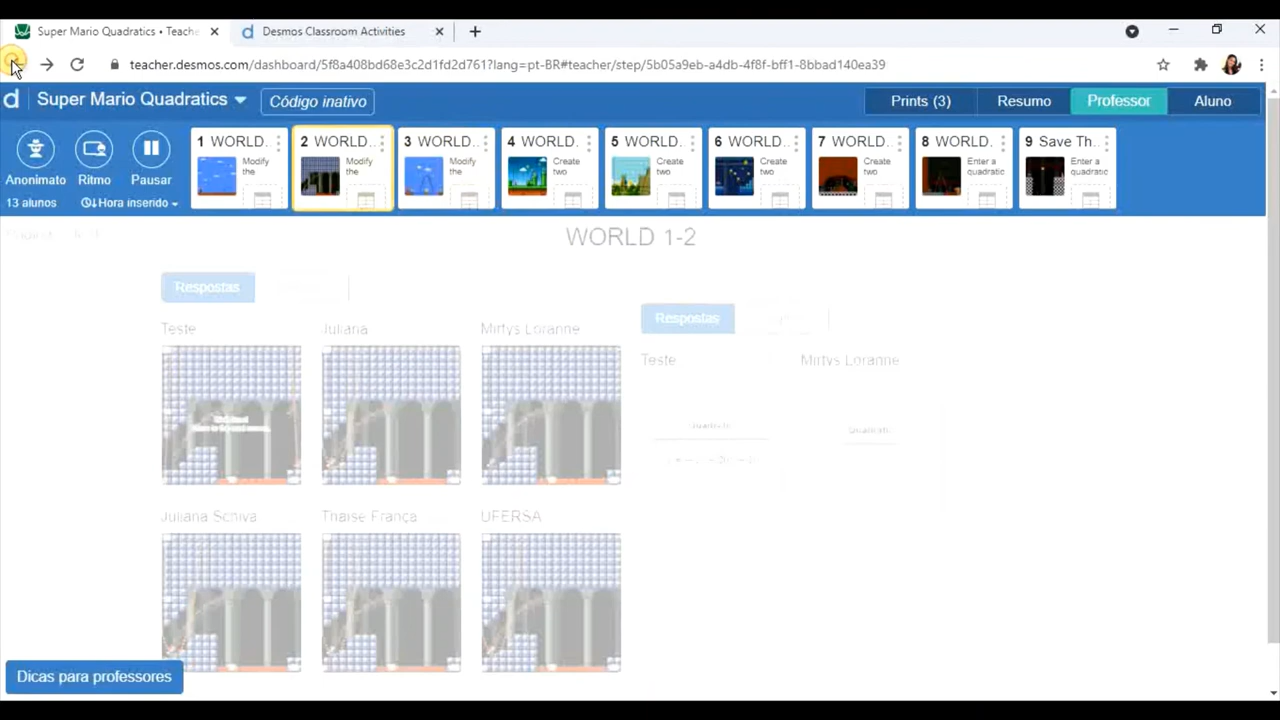 Super Mario Quadratics • Teache
Desmos Classroom Activities
teacher.desmos.com/dashboard/5f8a408bd68e3c2d1fd2d761?lang=pt-BR#teacher/step/5b05a9eb-a4db-4f8f-bff1-8bbad140ea39
d Super Mario Quadratics
Código inativo
Prints (3)
Resumo
Professor
Aluno
Anonimato
Ritmo
Pausar
13 alunos
Hora inserido
1 WORLD.
Modify
the
2 WORLD...
Modify
the
3 WORLD..
Modify
the
4 WORLD..
Create
two
5 WORLD..
Create
two
6 WORLD..
Create
two
7 WORLD..
Create
two
8 WORLD..
Enter a
quadratic
9 Save Th..
Enter a
quadratic
WORLD 1-2
Respostas
Respostas
Teste
Juliana
Mirtys Loranne
Teste
Mirtys Loranne
Juliana Schiva
Thaise França
UFERSA
Dicas para professores